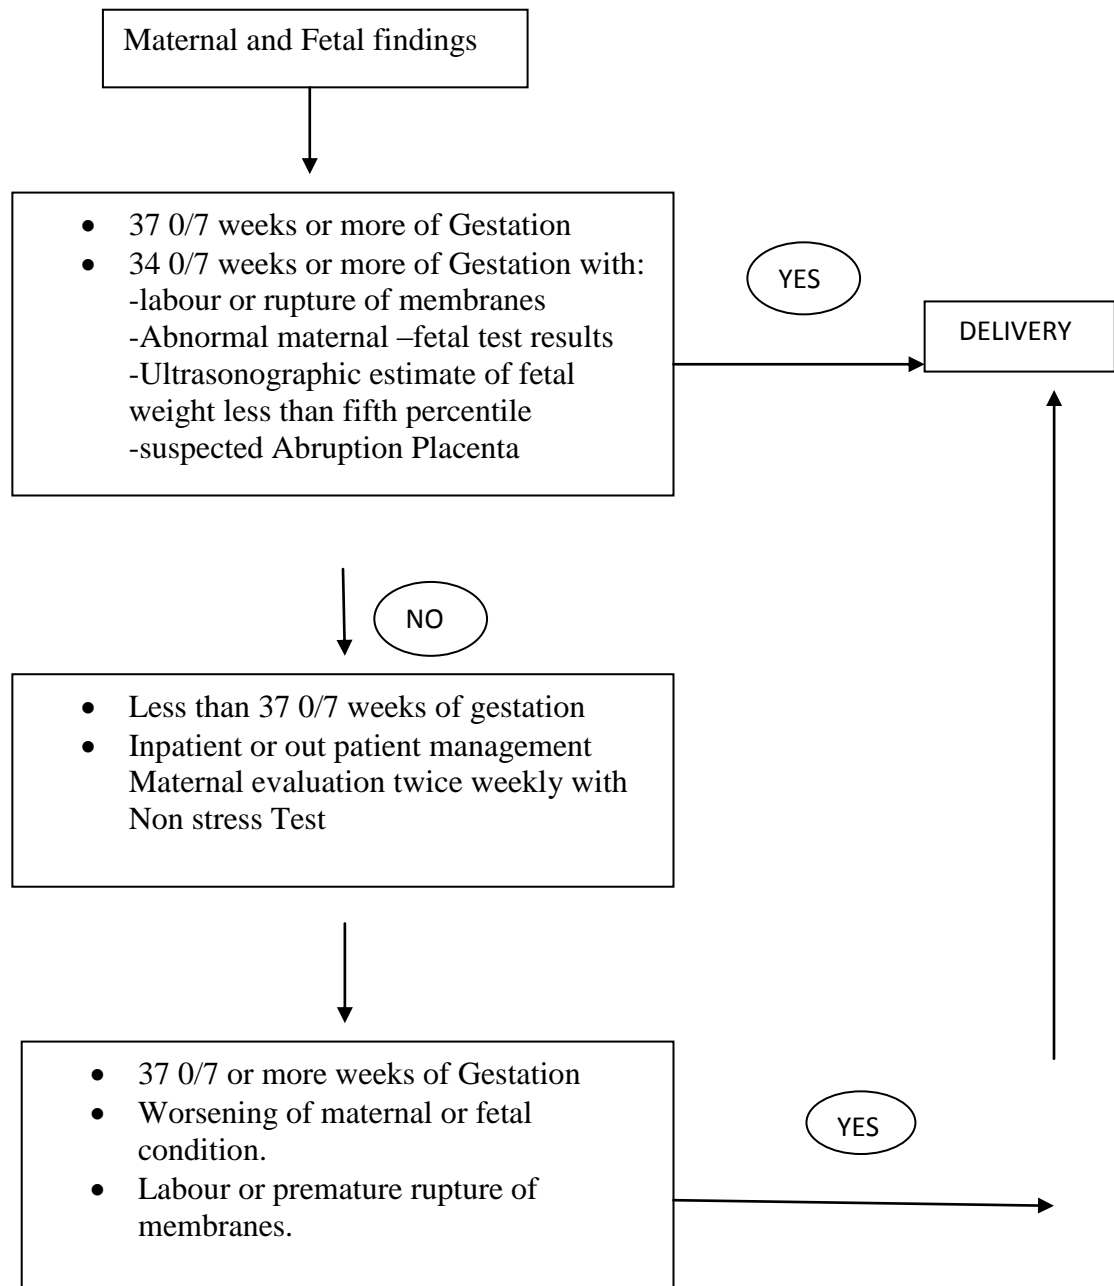 Maternal and Fetal findings
• 37 0/7 weeks or more of Gestation
• 34 0/7 weeks or more of Gestation with:
-labour or rupture of membranes
-Abnormal maternal –fetal test results
-Ultrasonographic estimate of fetal
weight less than fifth percentile
-suspected Abruption Placenta
YES
DELIVERY
NO
• Less than 37 0/7 weeks of gestation
• Inpatient or out patient management
Maternal evaluation twice weekly with
Non stress Test
• 37 0/7 or more weeks of Gestation
• Worsening of maternal or fetal
condition.
• Labour or premature rupture of
membranes.
YES